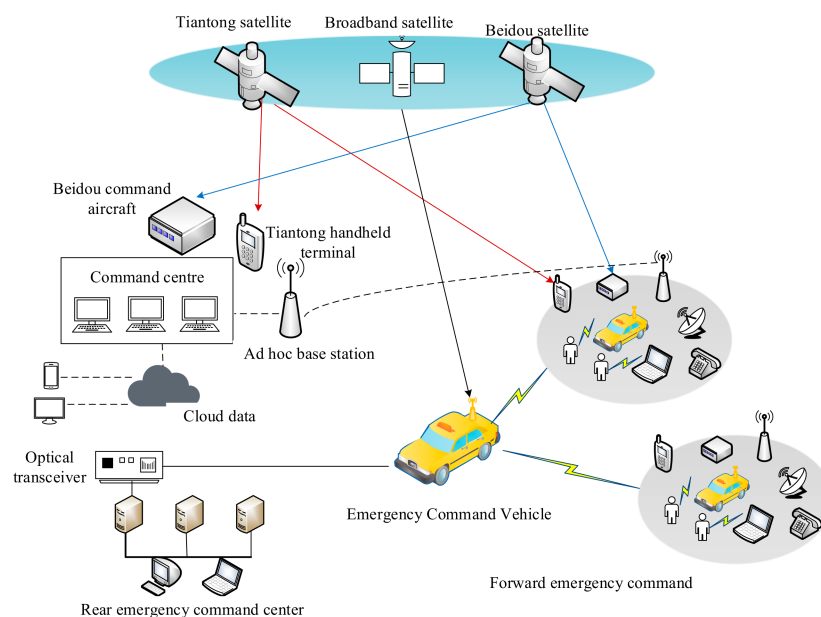 Tiantong satellite
Broadband satellite
Beidou satellite
Beidou command
aircraft
Tiantong handheld
terminal
Command centre
Ad hoc base station
Cloud data
Optical
transceiver
Emergency Command Vehicle
Forward emergency command
Rear emergency command center